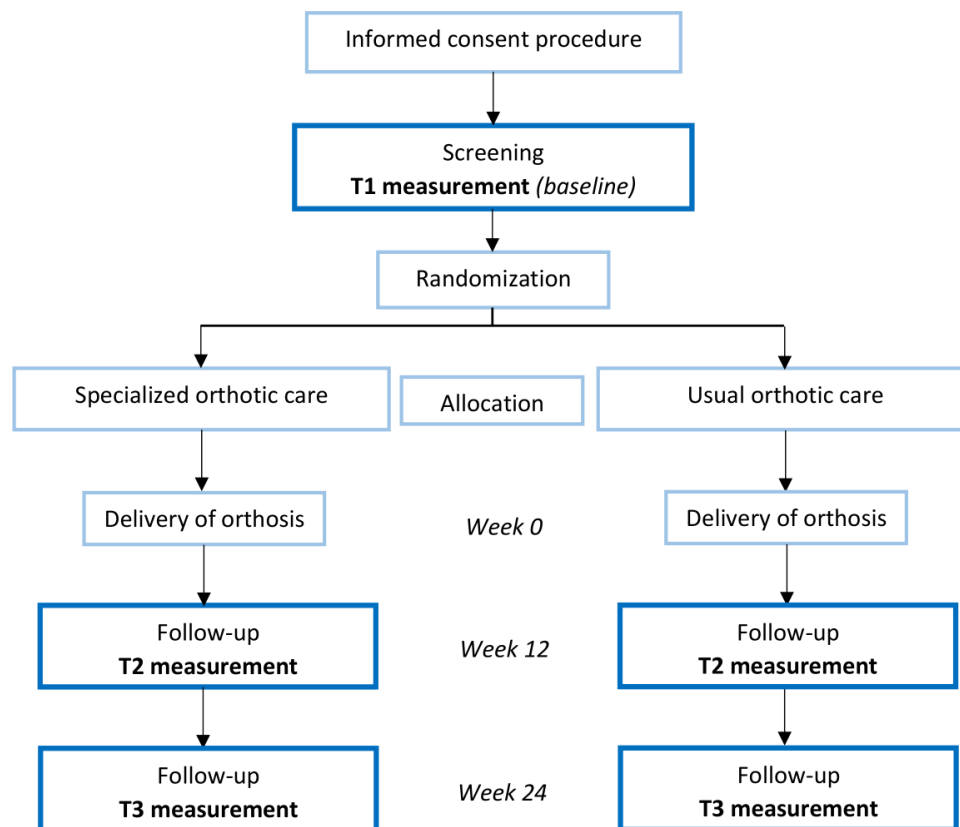 Informed consent procedure
Screening
T1 measurement (baseline)
Randomization
Specialized orthotic care
Allocation
Usual orthotic care
Delivery of orthosis
Week 0
Delivery of orthosis
Follow-up
T2 measurement
Week 12
Follow-up
T2 measurement
Follow-up
T3 measurement
Week 24
Follow-up
T3 measurement